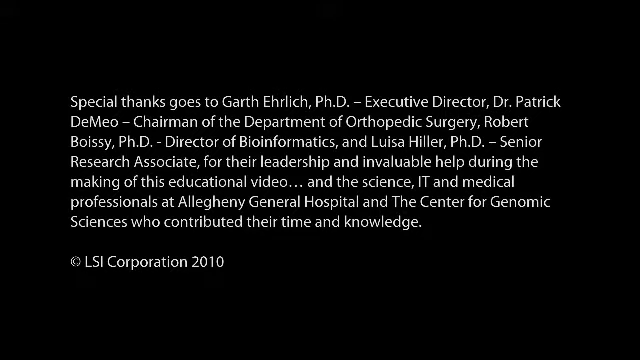 Special thanks goes to Garth Ehrlich, Ph.D. – Executive Director, Dr. Patrick
DeMeo – Chairman of the Department of Orthopedic Surgery, Robert
Boissy, Ph.D. - Director of Bioinformatics, and Luisa Hiller, Ph.D. – Senior
Research Associate, for their leadership and invaluable help during the
making of this educational video… and the science, IT and medical
professionals at Allegheny General Hospital and The Center for Genomic
Sciences who contributed their time and knowledge.
© LSI Corporation 2010